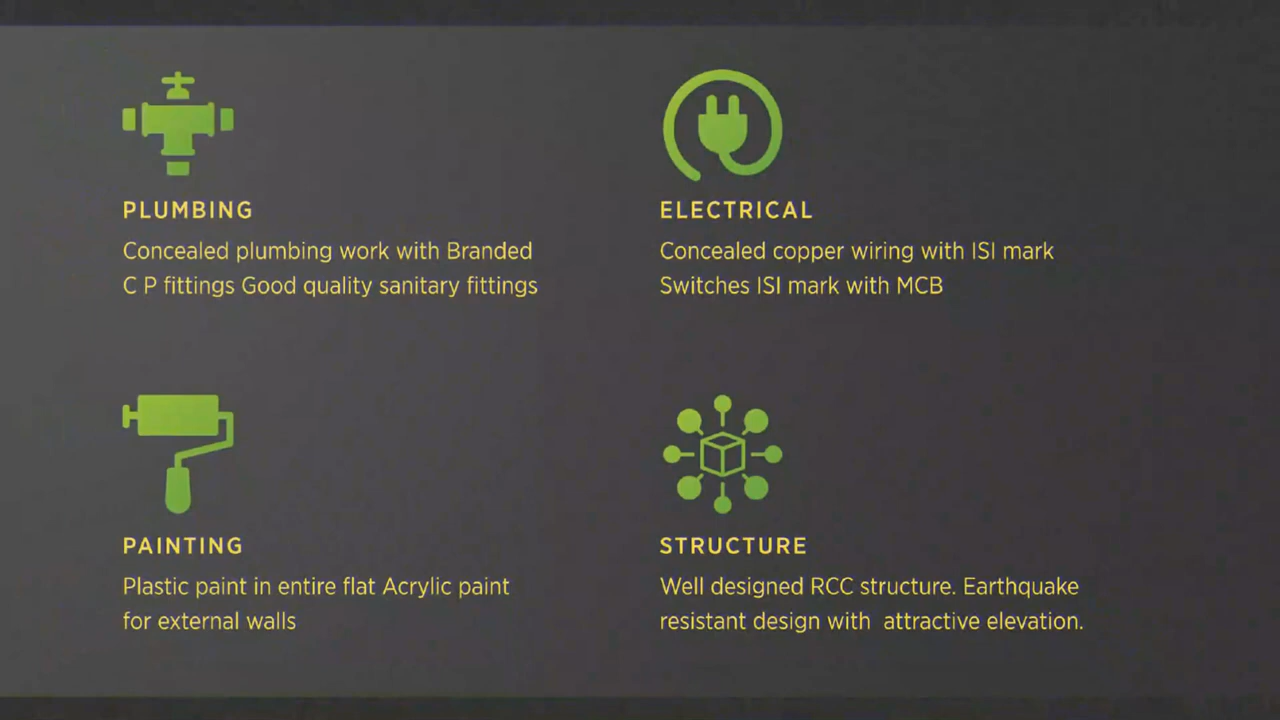 PLUMBING
Concealed plumbing work with Branded
C P fittings Good quality sanitary fittings
ELECTRICAL
Concealed copper wiring with ISI mark
Switches ISI mark with MCB
PAINTING
Plastic paint in entire flat Acrylic paint
for external walls
STRUCTURE
Well designed RCC structure. Earthquake
resistant design with  attractive elevation.